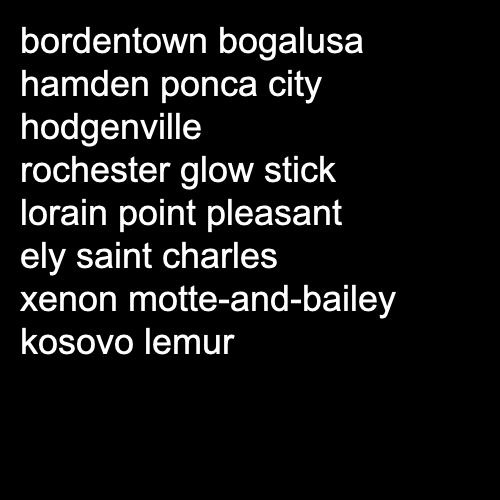 bordentown bogalusa
hamden ponca city
hodgenville
rochester glow stick
lorain point pleasant
ely saint charles
xenon motte-and-bailey
kosovo lemur